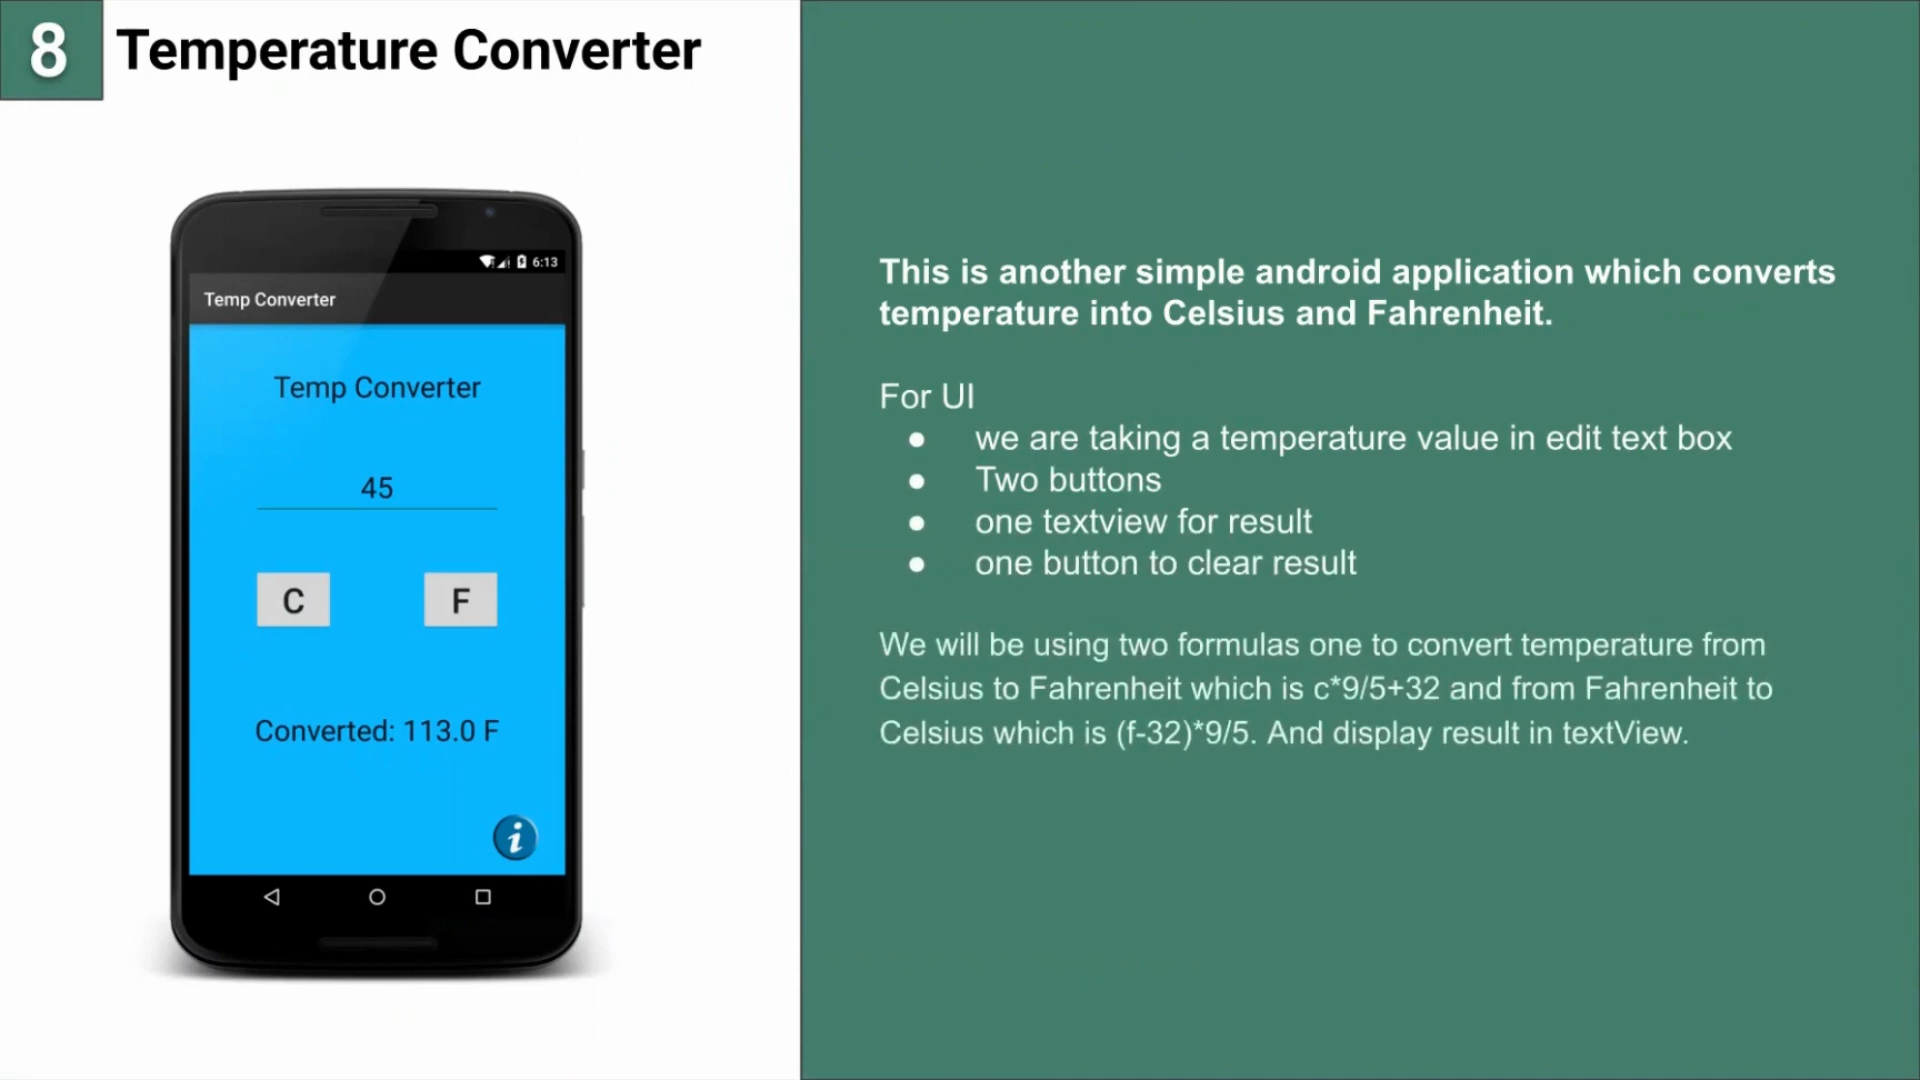 8 Temperature Converter
6:13
Temp Converter
Temp Converter
45
C F
Converted: 113.0 F
i
This is another simple android application which converts
temperature into Celsius and Fahrenheit.
For UI
● we are taking a temperature value in edit text box
● Two buttons
● one textview for result
● one button to clear result
We will be using two formulas one to convert temperature from
Celsius to Fahrenheit which is c*9/5+32 and from Fahrenheit to
Celsius which is (f-32)*9/5. And display result in textView.